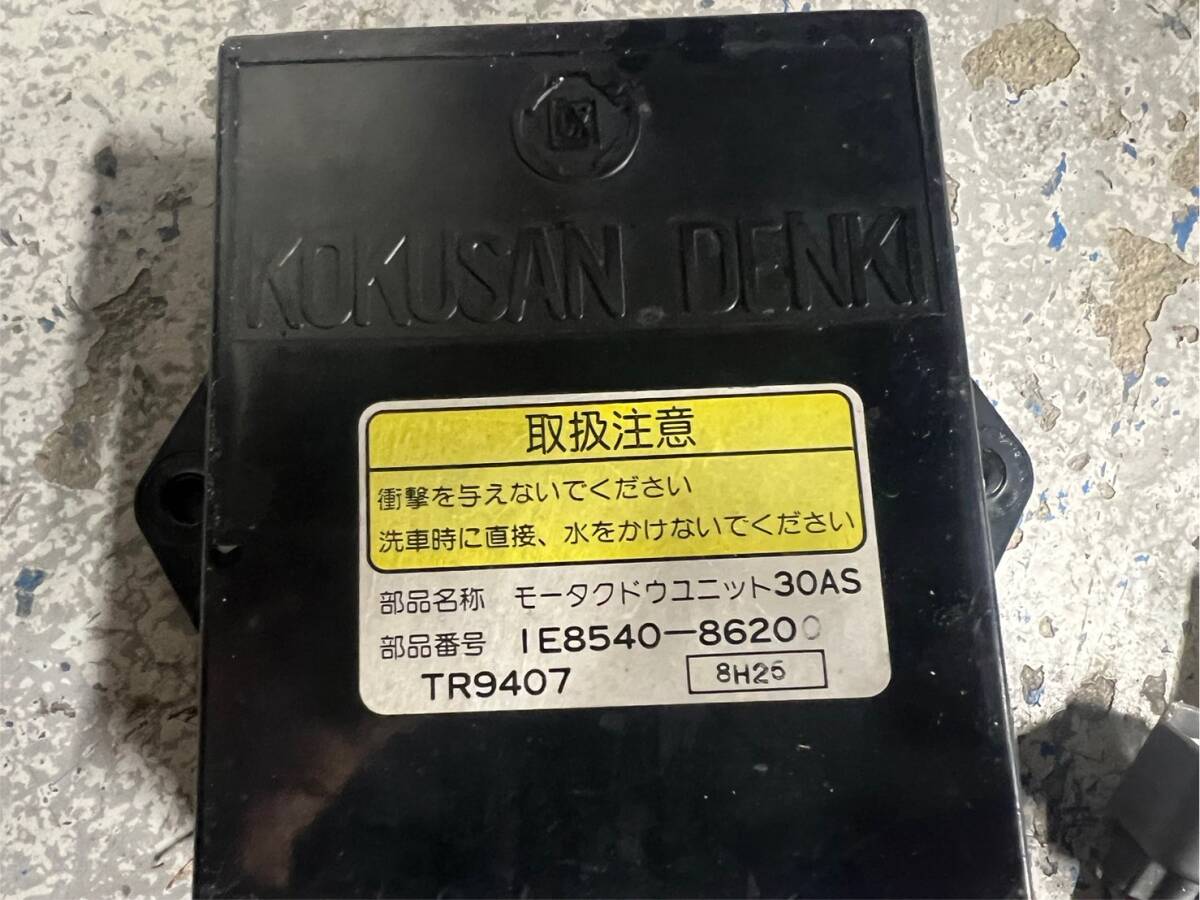 KOKUSAN DENKI
取扱注意
衝撃を与えないでください
洗車時に直接、水をかけないでください
部品名称 モータクドウユニット30AS
部品番号 1E8540-86200
TR9407 8H26